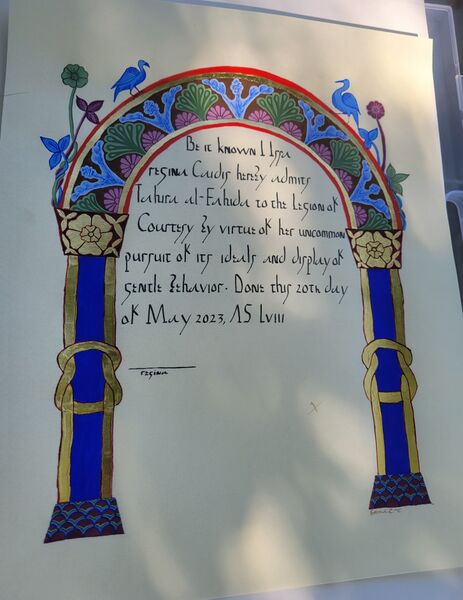 Be it known I Issa
regina Caidis hereby admits
Tahira al-Fahida to the Legion of
Courtesy by virtue of her uncommon
pursuit of its ideals and display of
gentle behavior. Done this 20th day
of May 2023, AS LVIII
regina